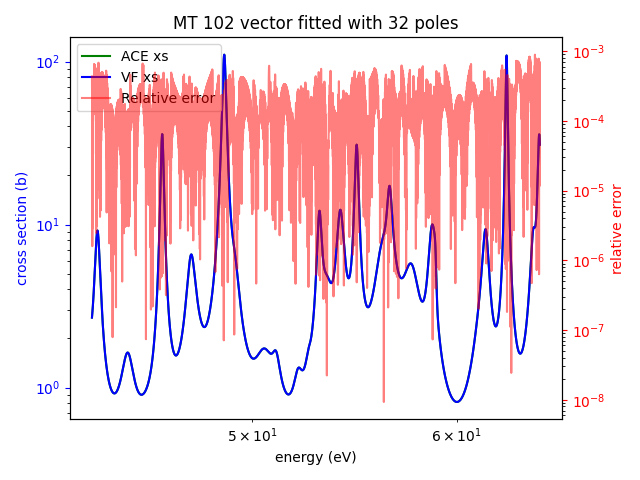 MT 102 vector fitted with 32 poles
ACE xs
VF xs
Relative error
10² 
10¹
10⁰
cross section (b)
10⁻³
10⁻⁴
10⁻⁵
10⁻⁶
10⁻⁷
10⁻⁸
relative error
5 × 10¹
6 × 10¹
energy (eV)